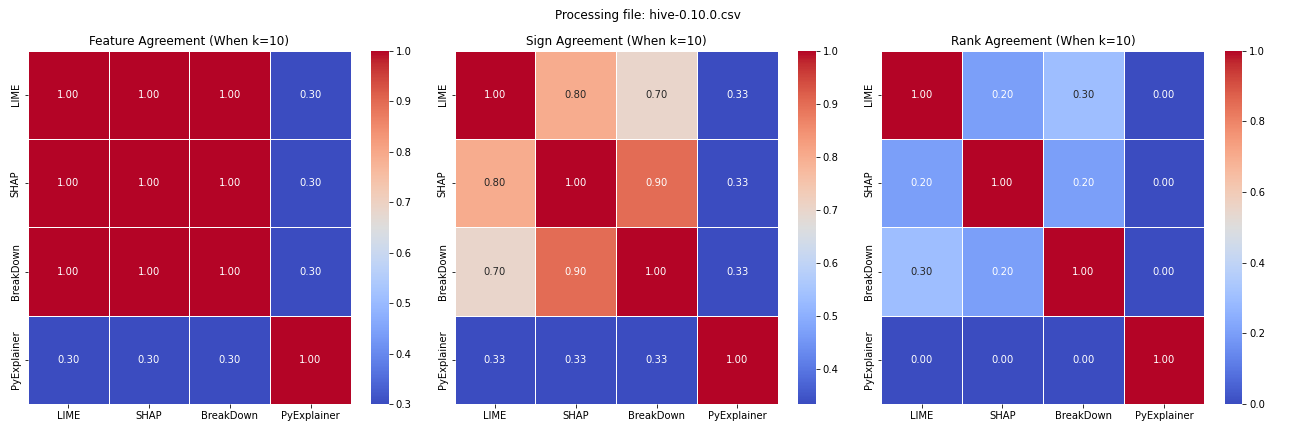 Processing file: hive-0.10.0.csv
Feature Agreement (When k=10)
LIME
SHAP
BreakDown
PyExplainer
1.00 1.00 1.00 0.30
1.00 1.00 1.00 0.30
1.00 1.00 1.00 0.30
0.30 0.30 0.30 1.00
LIME SHAP BreakDown PyExplainer
1.0
0.9
0.8
0.7
0.6
0.5
0.4
0.3
Sign Agreement (When k=10)
LIME
SHAP
BreakDown
PyExplainer
1.00 0.80 0.70 0.33
0.80 1.00 0.90 0.33
0.70 0.90 1.00 0.33
0.33 0.33 0.33 1.00
LIME SHAP BreakDown PyExplainer
1.0
0.9
0.8
0.7
0.6
0.5
0.4
Rank Agreement (When k=10)
LIME
SHAP
BreakDown
PyExplainer
1.00 0.20 0.30 0.00
0.20 1.00 0.20 0.00
0.30 0.20 1.00 0.00
0.00 0.00 0.00 1.00
LIME SHAP BreakDown PyExplainer
1.0
0.8
0.6
0.4
0.2
0.0